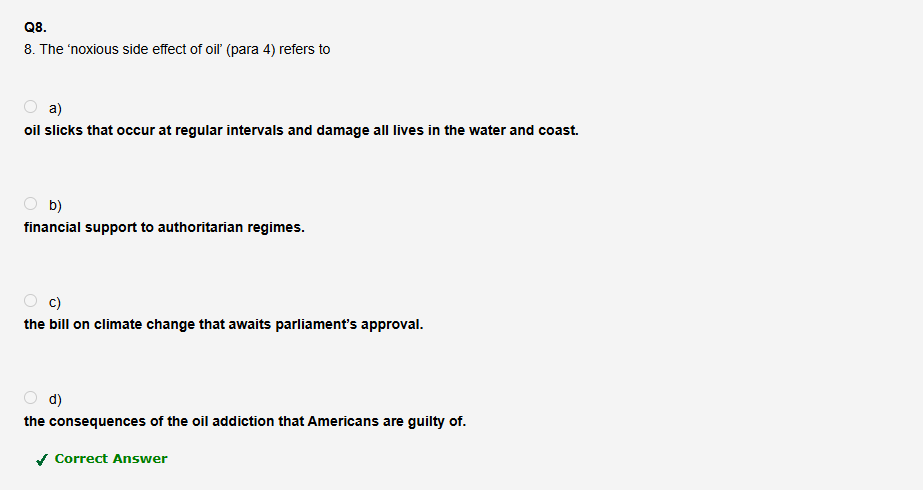 Q8.
8. The ‘noxious side effect of oil’ (para 4) refers to
a)
oil slicks that occur at regular intervals and damage all lives in the water and coast.
b)
financial support to authoritarian regimes.
c)
the bill on climate change that awaits parliament’s approval.
d)
the consequences of the oil addiction that Americans are guilty of.
✓ Correct Answer